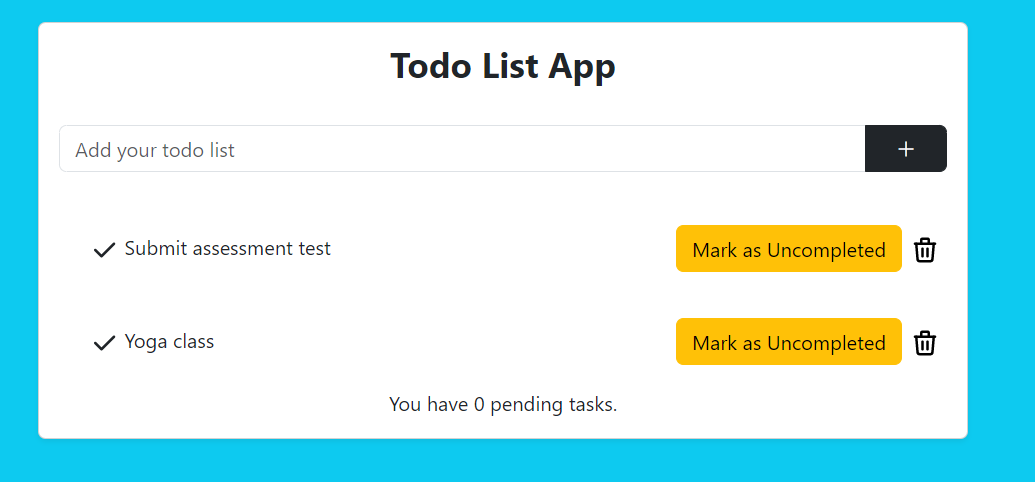 Todo List App
Add your todo list
Submit assessment test Mark as Uncompleted
Yoga class Mark as Uncompleted
You have 0 pending tasks.